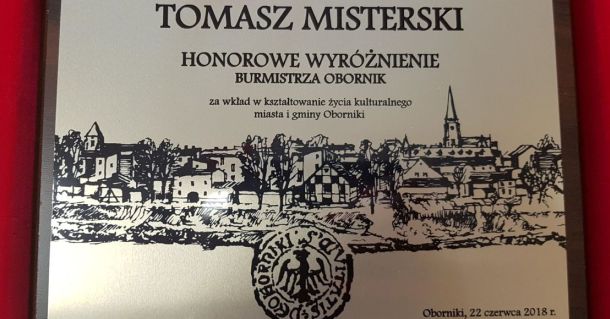 TOMASZ MISTERSKI
HONOROWE WYRÓŻNIENIE
BURMISTRZA OBORNIK
za wkład w kształtowanie życia kulturalnego
miasta i gminy Oborniki
Oborniki, 22 czerwca 2018 r.